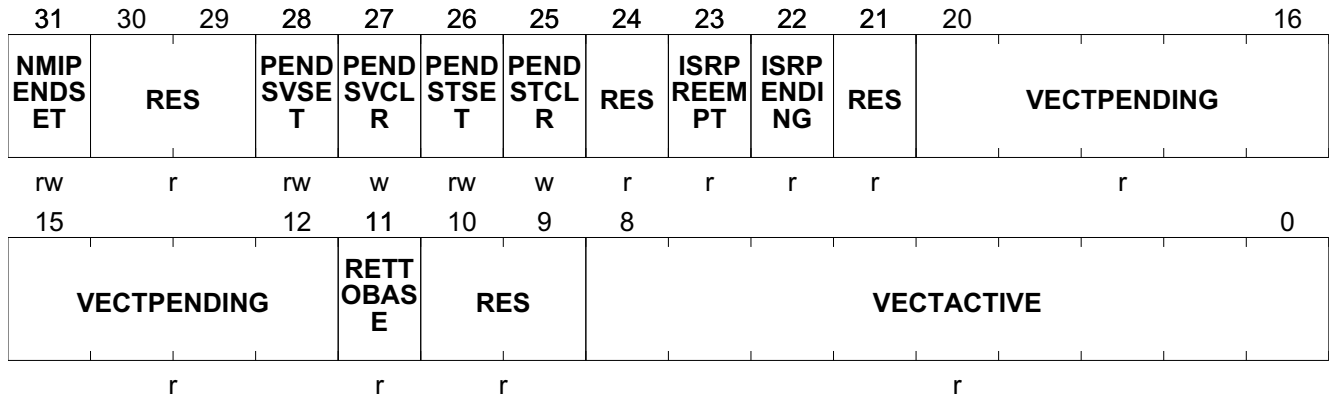 31 30 29 28 27 26 25 24 23 22 21 20 16
NMIP ENDS ET RES PEND SVSE T PEND SVCL R PEND STSE T PEND STCL R RES ISRP REEM PT ISRP ENDI NG RES VECTPENDING
rw r rw w rw w r r r r r
15 12 11 10 9 8 0
VECTPENDING RETT OBAS E RES VECTACTIVE
r r r r